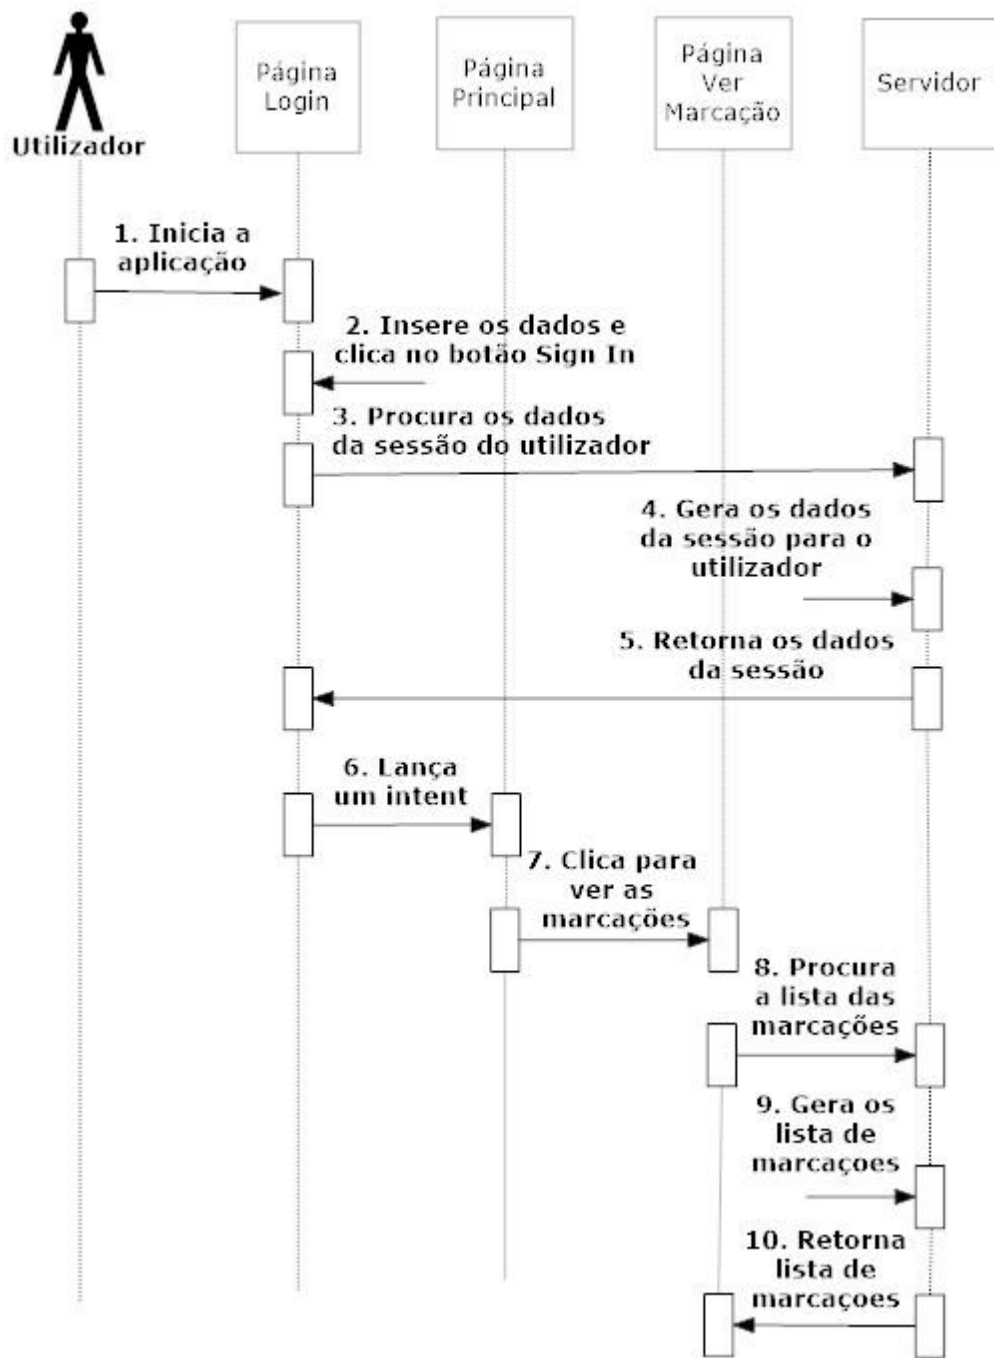 Utilizador
Página
Login
Página
Principal
Página
Ver
Marcação
Servidor
1. Inicia a
aplicação
2. Insere os dados e
clica no botão Sign In
3. Procura os dados
da sessão do utilizador
4. Gera os dados
da sessão para o
utilizador
5. Retorna os dados
da sessão
6. Lança
um intent
7. Clica para
ver as
marcações
8. Procura
a lista das
marcações
9. Gera os
lista de
marcaçoes
10. Retorna
lista de
marcaçoes